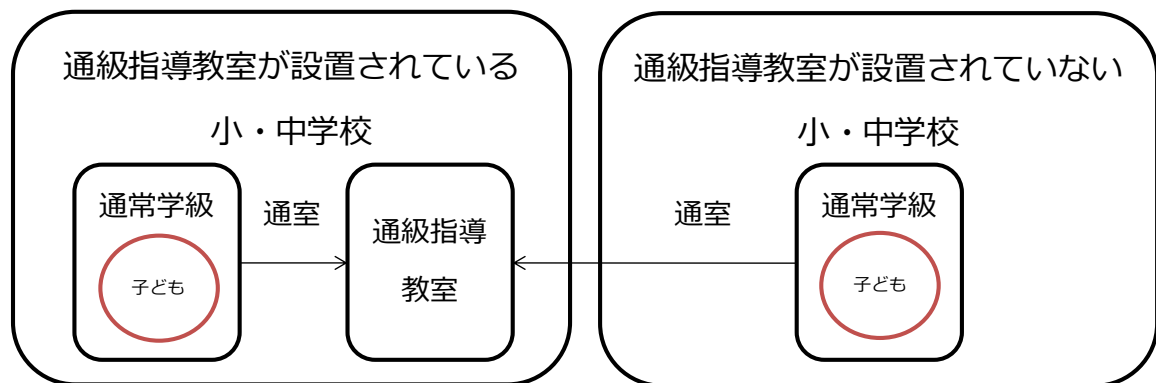 通級指導教室が設置されている
小・中学校
通常学級
子ども
通室
通級指導
教室
通級指導教室が設置されていない
小・中学校
通室
通常学級
子ども